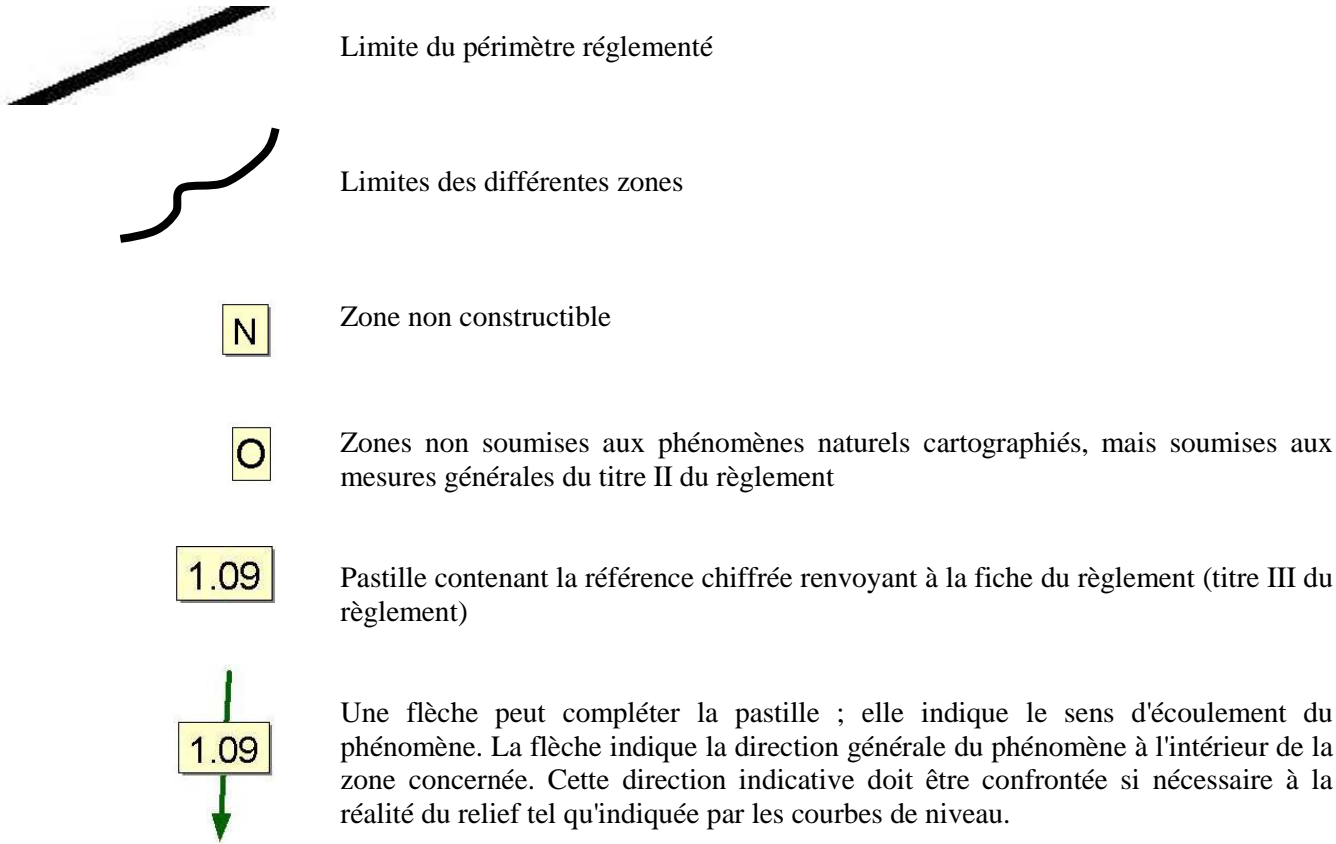 Limite du périmètre réglementé
Limites des différentes zones
N
Zone non constructible
O
Zones non soumises aux phénomènes naturels cartographiés, mais soumises aux
mesures générales du titre II du règlement
1.09
Pastille contenant la référence chiffrée renvoyant à la fiche du règlement (titre III du
règlement)
1.09
Une flèche peut compléter la pastille ; elle indique le sens d'écoulement du
phénomène. La flèche indique la direction générale du phénomène à l'intérieur de la
zone concernée. Cette direction indicative doit être confrontée si nécessaire à la
réalité du relief tel qu'indiquée par les courbes de niveau.